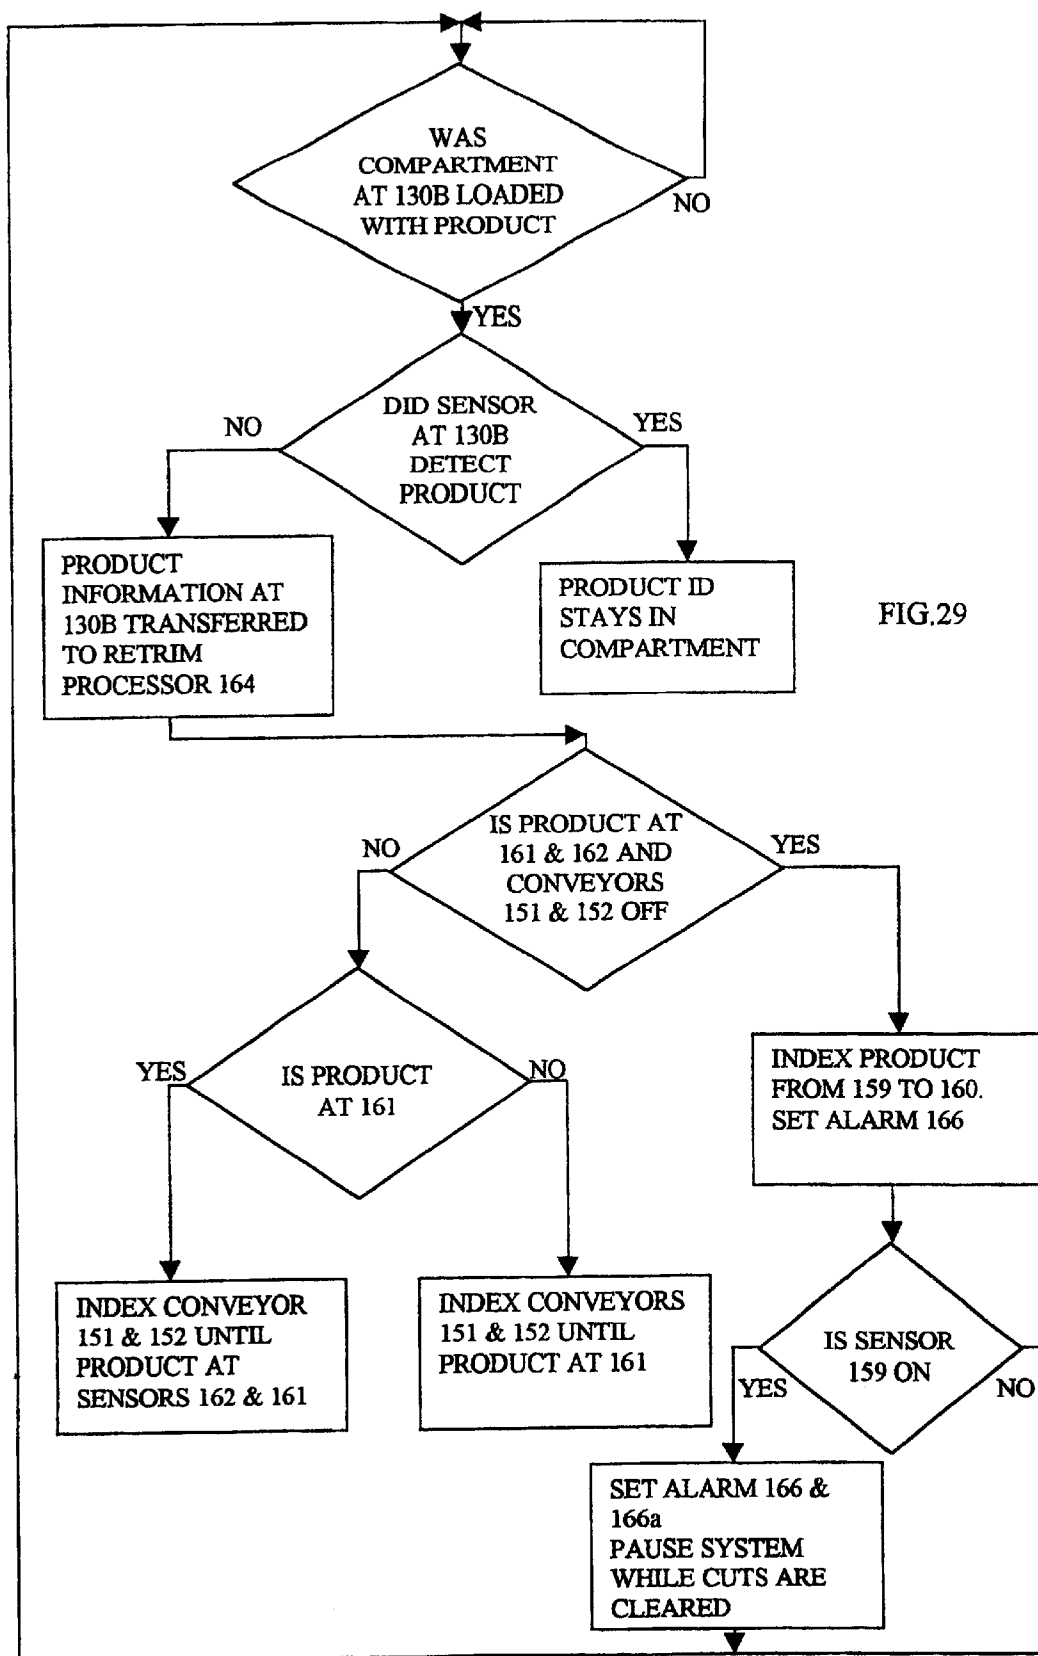 WAS
COMPARTMENT
AT 130B LOADED
WITH PRODUCT
NO
YES
DID SENSOR
AT 130B
DETECT
PRODUCT
NO
YES
PRODUCT
INFORMATION AT
130B TRANSFERRED
TO RETRIM
PROCESSOR 164
PRODUCT ID
STAYS IN
COMPARTMENT
FIG.29
IS PRODUCT AT
161 & 162 AND
CONVEYORS
151 & 152 OFF
NO
YES
IS PRODUCT
AT 161
YES
NO
INDEX PRODUCT
FROM 159 TO 160.
SET ALARM 166
INDEX CONVEYOR
151 & 152 UNTIL
PRODUCT AT
SENSORS 162 & 161
INDEX CONVEYORS
151 & 152 UNTIL
PRODUCT AT 161
IS SENSOR
159 ON
YES
NO
SET ALARM 166 &
166a
PAUSE SYSTEM
WHILE CUTS ARE
CLEARED